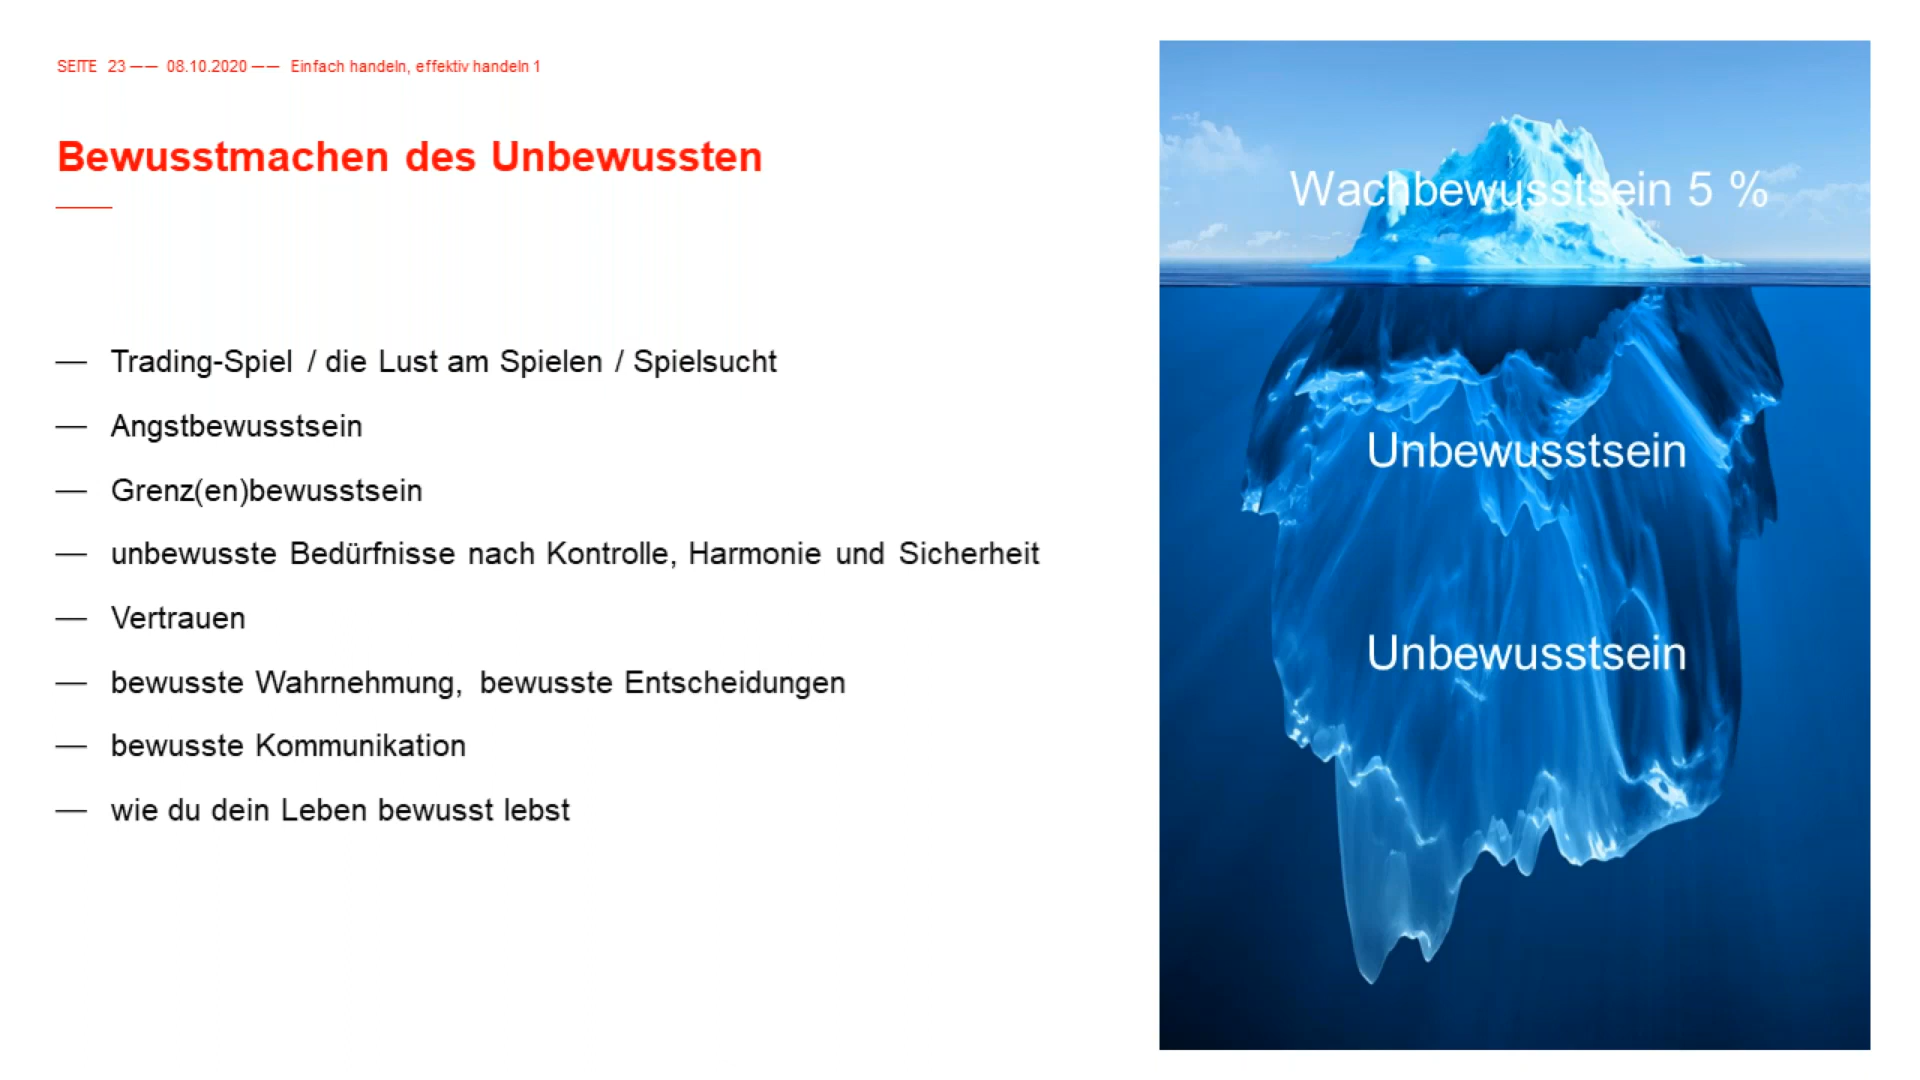 SEITE 23 —— 08.10.2020 —— Einfach handeln, effektiv handeln 1
Bewusstmachen des Unbewussten
— Trading-Spiel / die Lust am Spielen / Spielsucht
— Angstbewusstsein
— Grenz(en)bewusstsein
— unbewusste Bedürfnisse nach Kontrolle, Harmonie und Sicherheit
— Vertrauen
— bewusste Wahrnehmung, bewusste Entscheidungen
— bewusste Kommunikation
— wie du dein Leben bewusst lebst
Wachbewusstsein 5 %
Unbewusstsein
Unbewusstsein